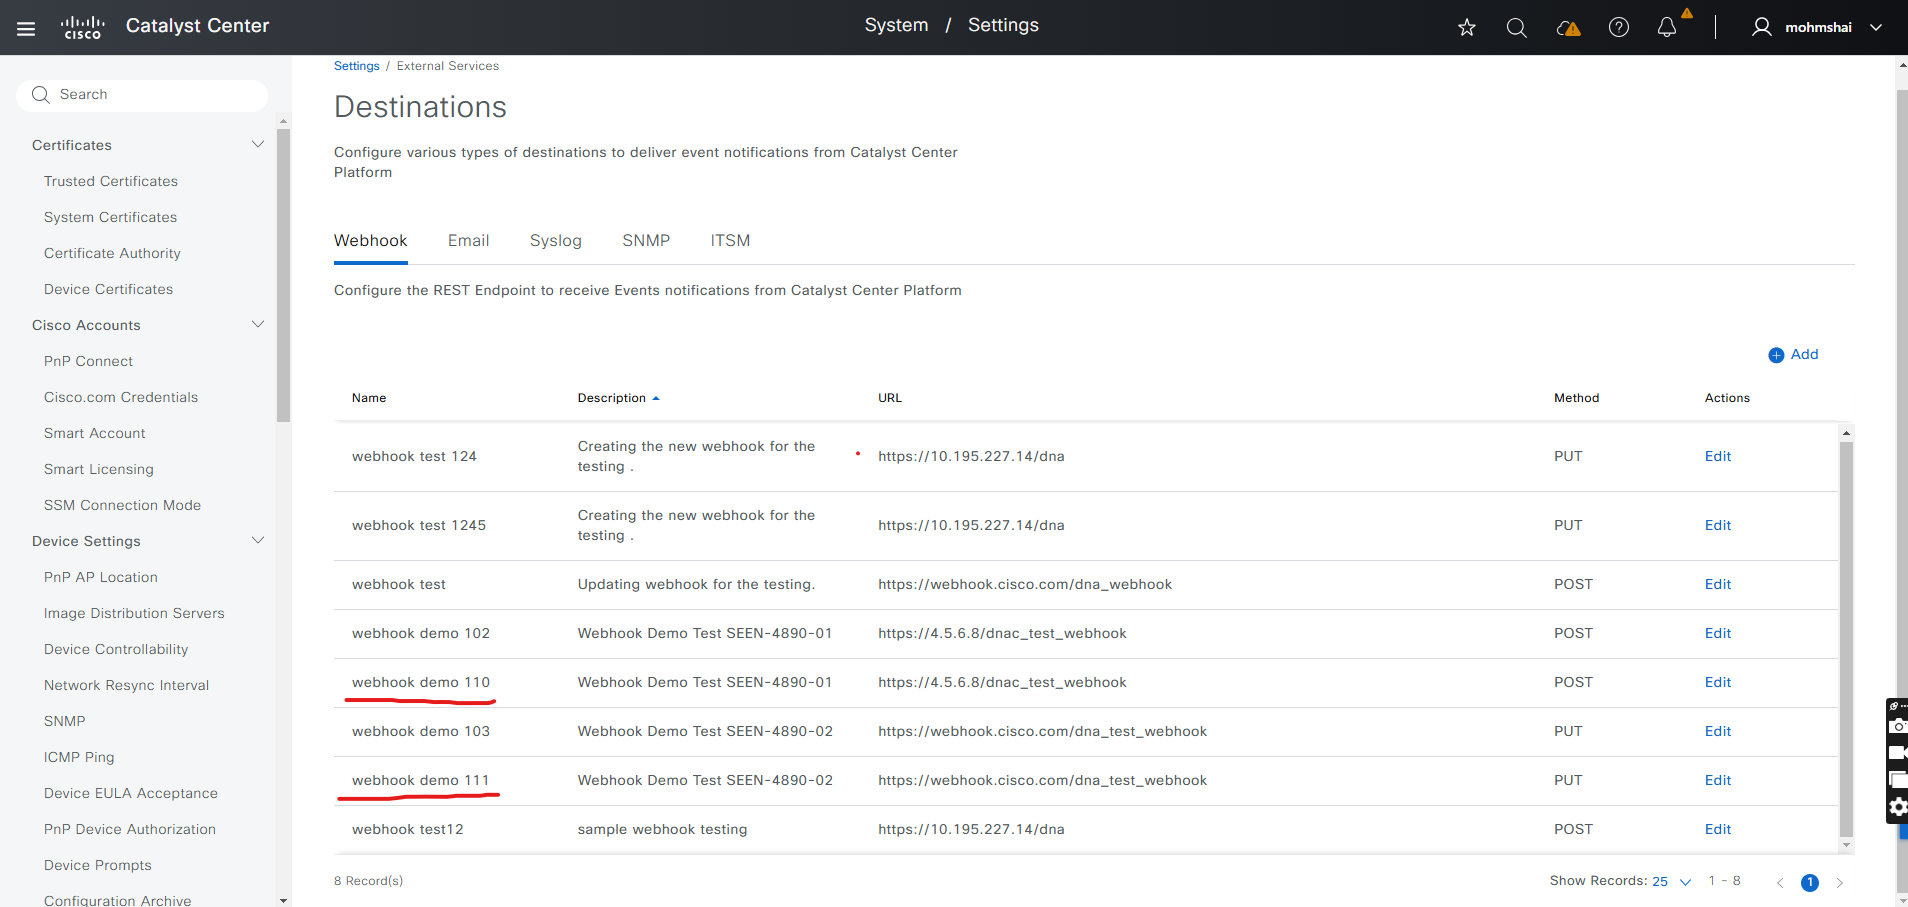 cisco
Catalyst Center
System / Settings
mohmshai
Search
Certificates
Trusted Certificates
System Certificates
Certificate Authority
Device Certificates
Cisco Accounts
PnP Connect
Cisco.com Credentials
Smart Account
Smart Licensing
SSM Connection Mode
Device Settings
PnP AP Location
Image Distribution Servers
Device Controllability
Network Resync Interval
SNMP
ICMP Ping
Device EULA Acceptance
PnP Device Authorization
Device Prompts
Configuration Archive
Settings / External Services
Destinations
Configure various types of destinations to deliver event notifications from Catalyst Center
Platform
Webhook Email Syslog SNMP ITSM
Configure the REST Endpoint to receive Events notifications from Catalyst Center Platform
Add
Name Description URL Method Actions
webhook test 124 Creating the new webhook for the https://10.195.227.14/dna PUT Edit
testing .
webhook test 1245 Creating the new webhook for the https://10.195.227.14/dna PUT Edit
testing .
webhook test Updating webhook for the testing. https://webhook.cisco.com/dna_webhook POST Edit
webhook demo 102 Webhook Demo Test SEEN-4890-01 https://4.5.6.8/dnac_test_webhook POST Edit
webhook demo 110 Webhook Demo Test SEEN-4890-01 https://4.5.6.8/dnac_test_webhook POST Edit
webhook demo 103 Webhook Demo Test SEEN-4890-02 https://webhook.cisco.com/dna_test_webhook PUT Edit
webhook demo 111 Webhook Demo Test SEEN-4890-02 https://webhook.cisco.com/dna_test_webhook PUT Edit
webhook test12 sample webhook testing https://10.195.227.14/dna POST Edit
8 Record(s)
Show Records: 25 1 - 8 1